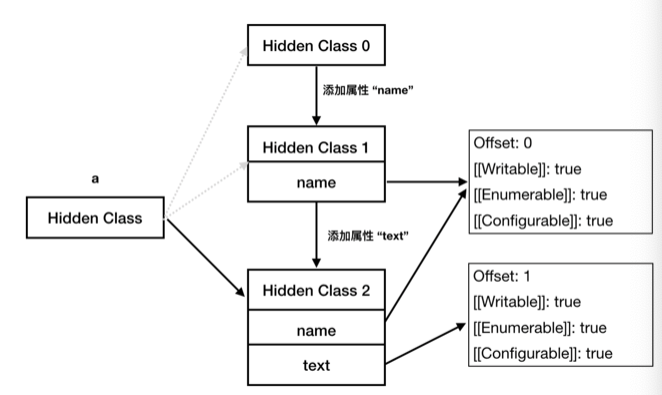 Hidden Class 0
添加属性 “name”
Hidden Class 1
name
a
Hidden Class
添加属性 “text”
Hidden Class 2
name
text
Offset: 0
[[Writable]]: true
[[Enumerable]]: true
[[Configurable]]: true
Offset: 1
[[Writable]]: true
[[Enumerable]]: true
[[Configurable]]: true